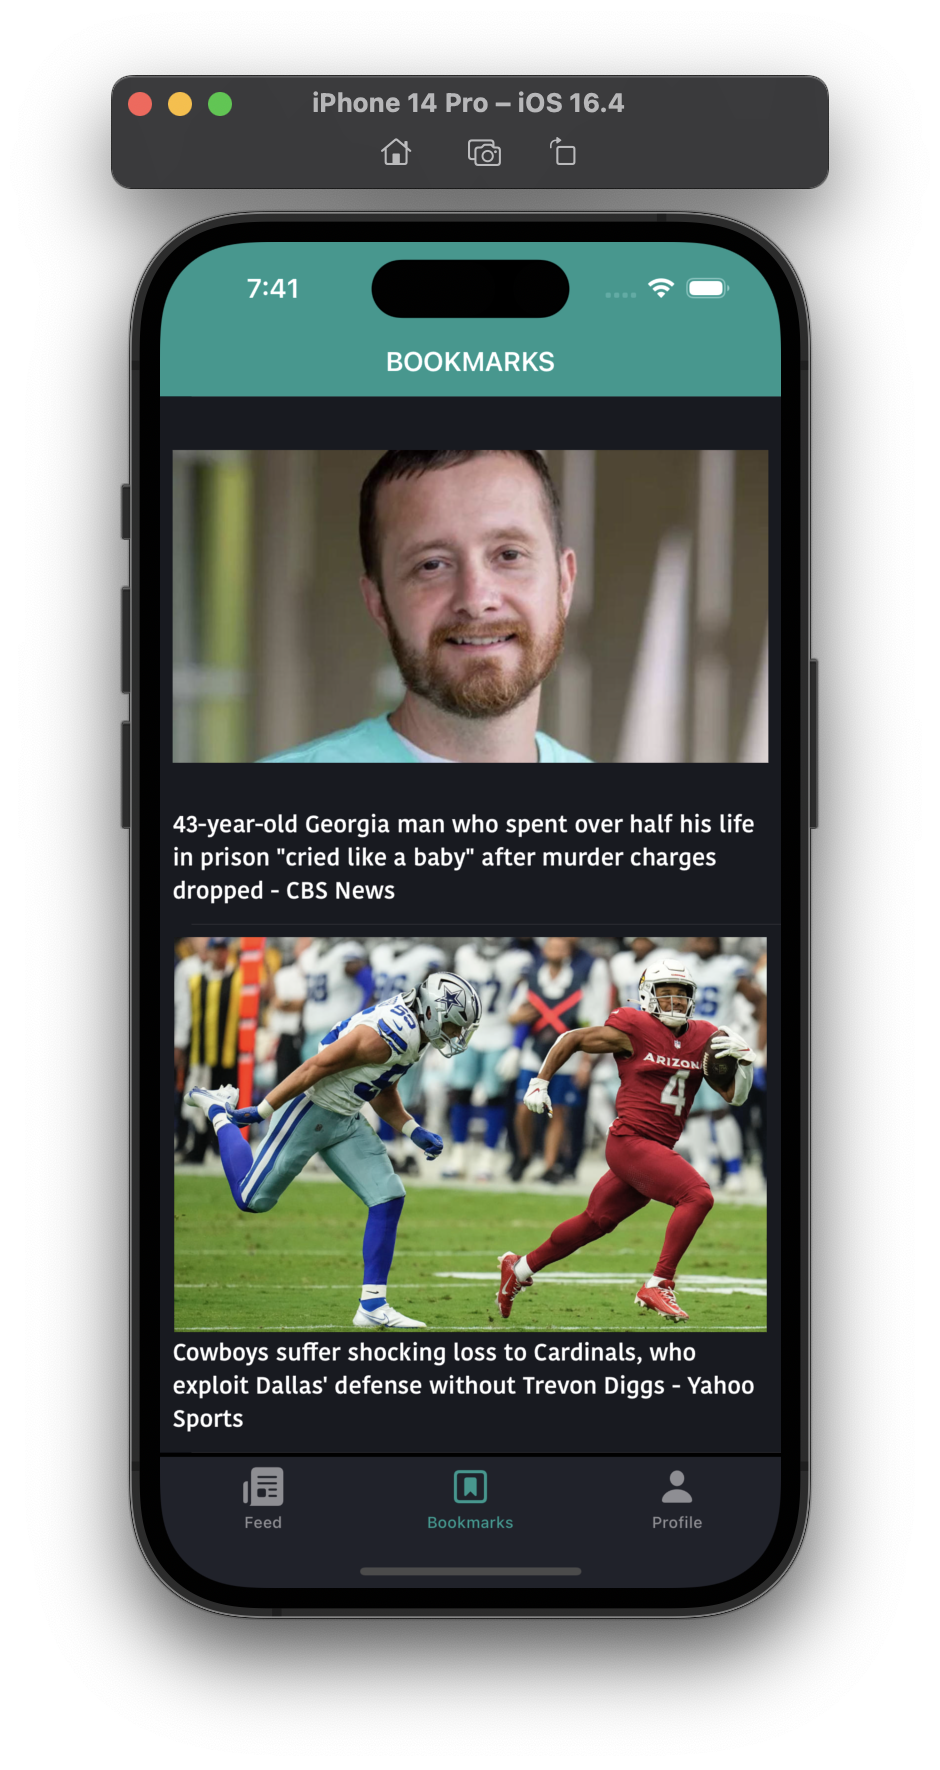 iPhone 14 Pro – iOS 16.4
7:41
BOOKMARKS
43-year-old Georgia man who spent over half his life
in prison "cried like a baby" after murder charges
dropped - CBS News
ARIZONA
4
Cowboys suffer shocking loss to Cardinals, who
exploit Dallas' defense without Trevon Diggs - Yahoo
Sports
Feed
Bookmarks
Profile